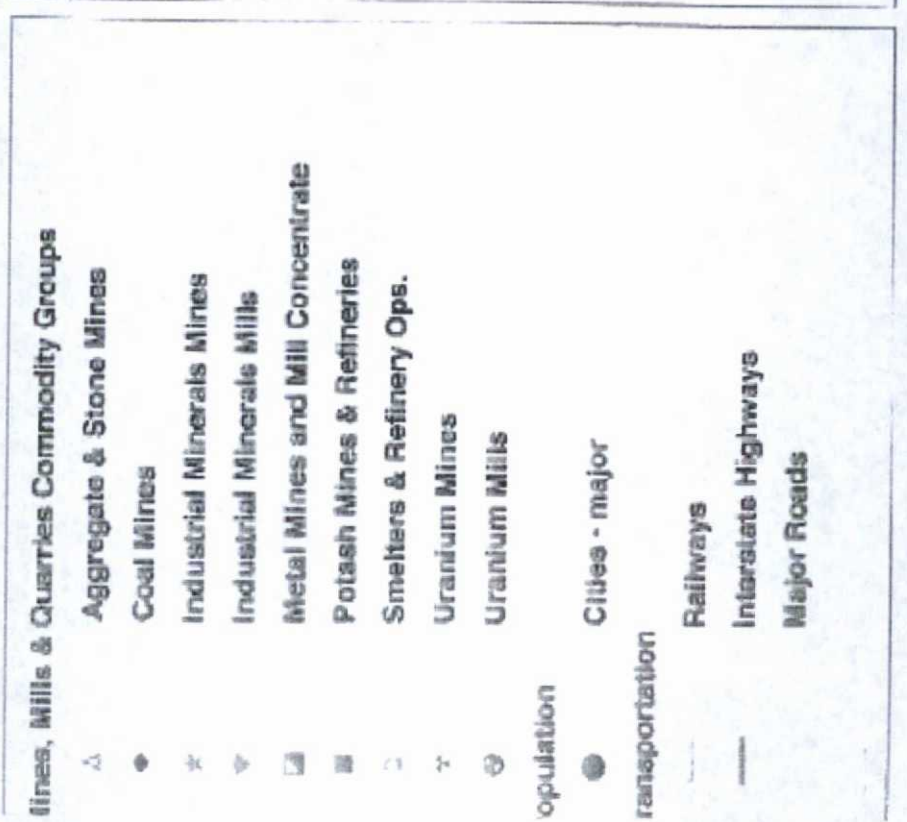 lines, Mills & Quarries Commodity Groups
Aggregate & Stone Mines
Coal Mines
Industrial Minerals Mines
Industrial Minerals Mills
Metal Mines and Mill Concentrate
Potash Mines & Refineries
Smelters & Refinery Ops.
Uranium Mines
Uranium Mills
opulation
Cities - major
ransportation
Railways
Interstate Highways
Major Roads